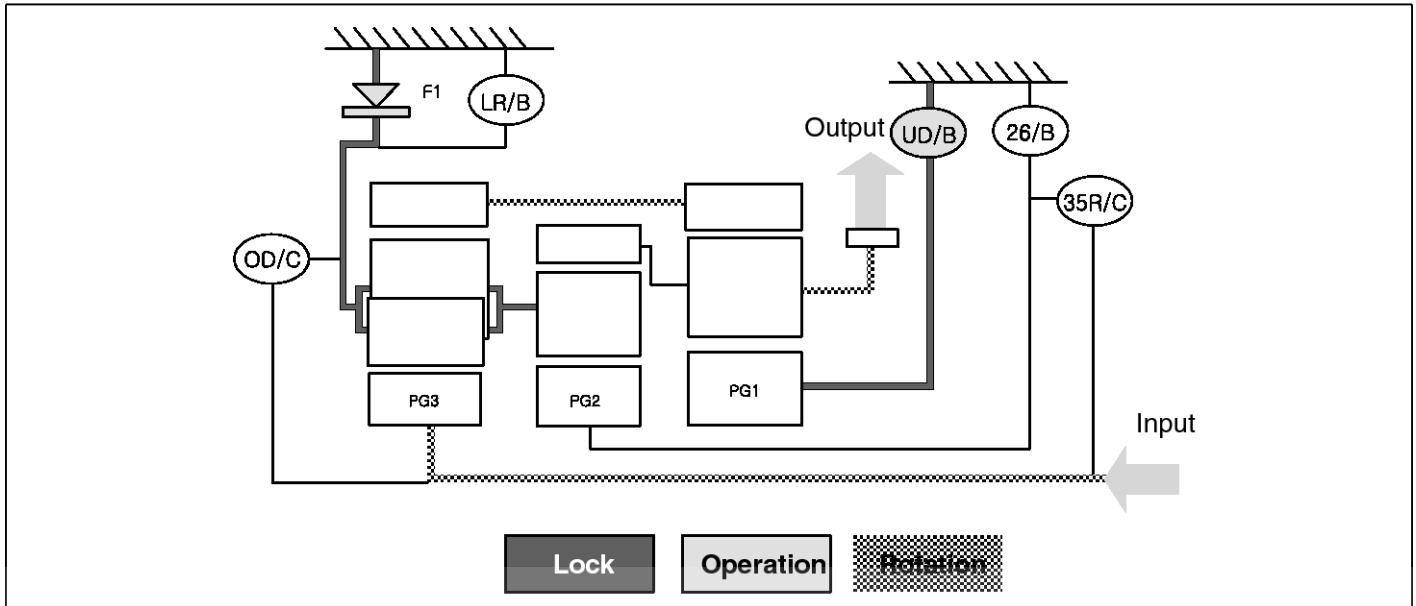 F1
LR/B
Output
UD/B
26/B
35R/C
OD/C
PG3
PG2
PG1
Input
Lock
Operation
Rotation